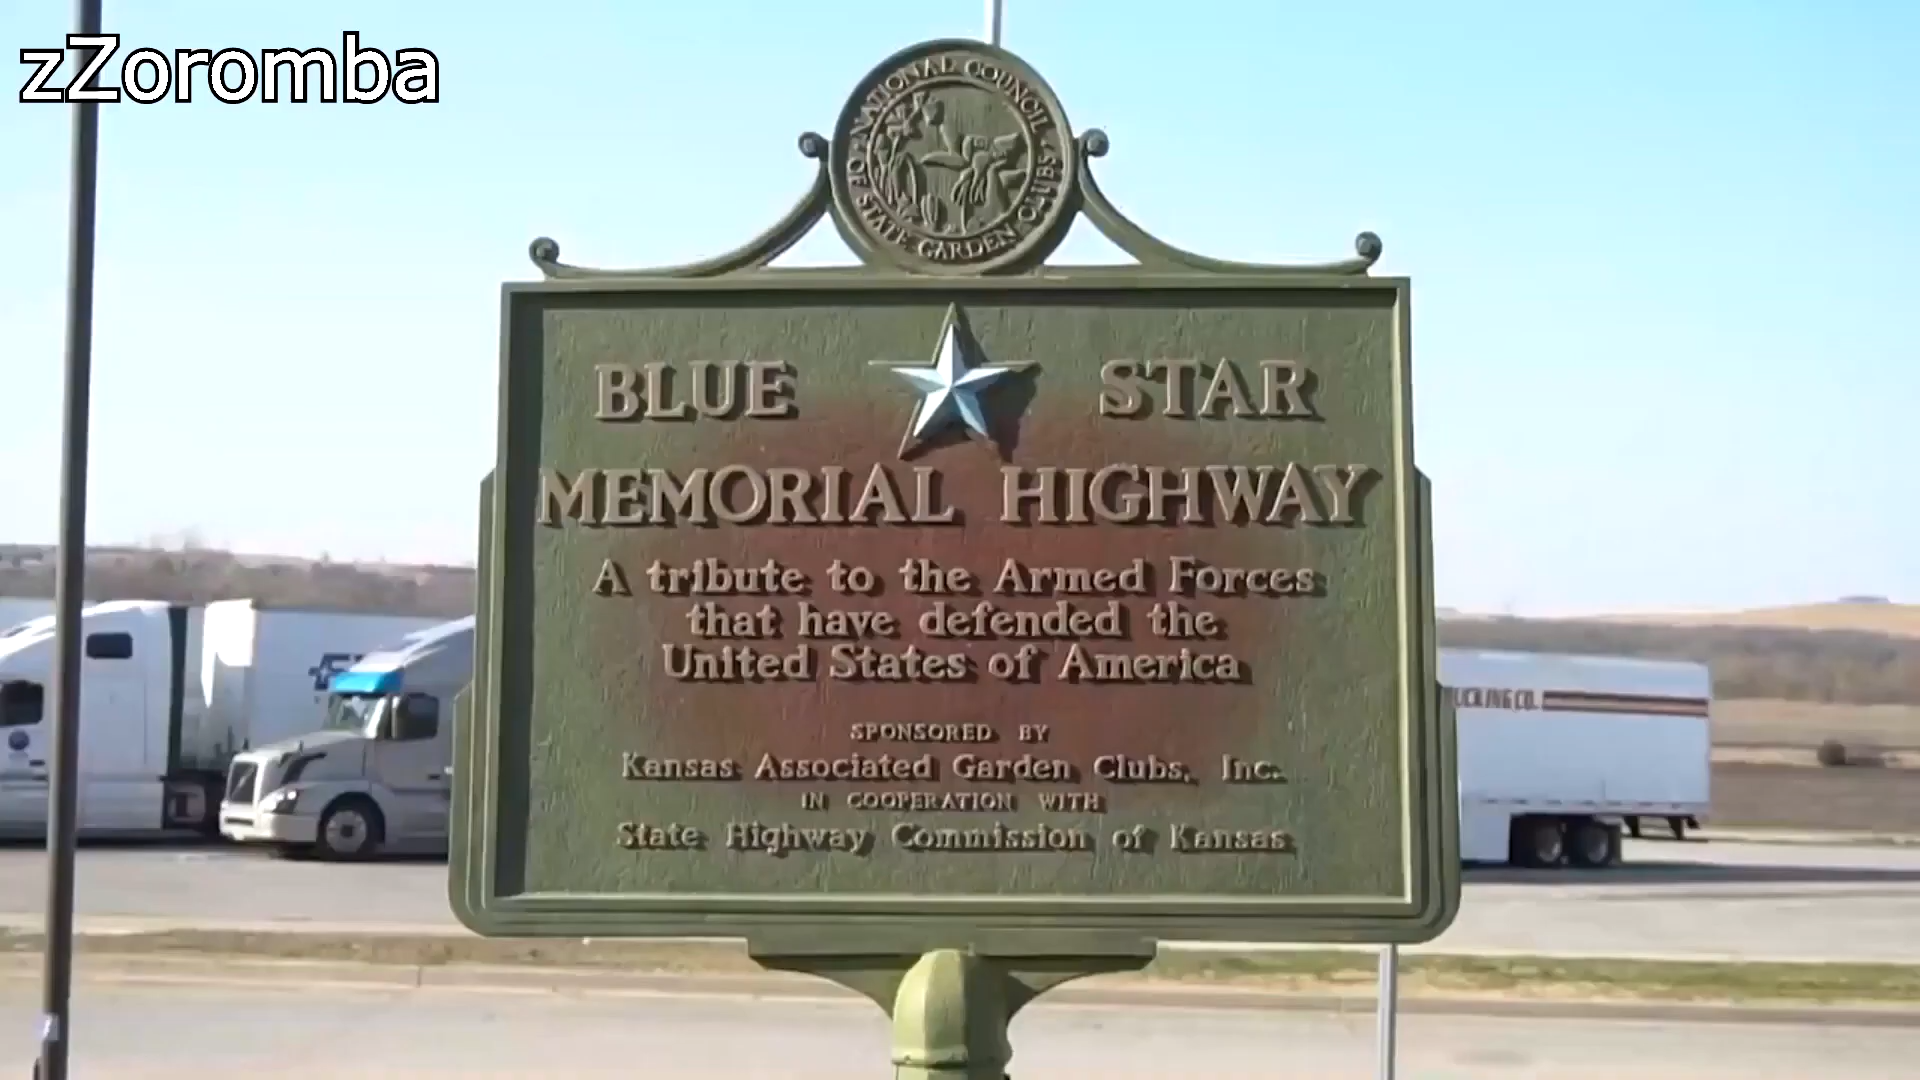 zZoromba
NATIONAL COUNCIL
OF STATE GARDEN CLUBS
BLUE STAR
MEMORIAL HIGHWAY
A tribute to the Armed Forces
that have defended the
United States of America
SPONSORED BY
Kansas Associated Garden Clubs, Inc.
IN COOPERATION WITH
State Highway Commission of Kansas
UCKING CO.